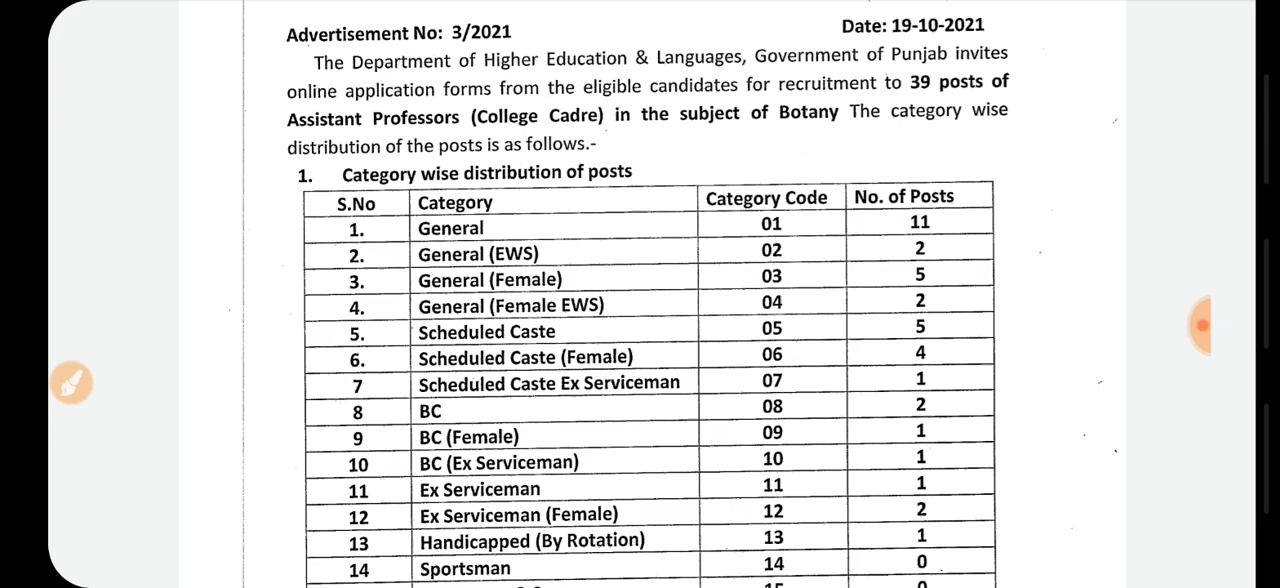 Advertisement No: 3/2021 Date: 19-10-2021
The Department of Higher Education & Languages, Government of Punjab invites
online application forms from the eligible candidates for recruitment to 39 posts of
Assistant Professors (College Cadre) in the subject of Botany The category wise
distribution of the posts is as follows.-
1. Category wise distribution of posts
S.No Category Category Code No. of Posts
1. General 01 11
2. General (EWS) 02 2
3. General (Female) 03 5
4. General (Female EWS) 04 2
5. Scheduled Caste 05 5
6. Scheduled Caste (Female) 06 4
7 Scheduled Caste Ex Serviceman 07 1
8 BC 08 2
9 BC (Female) 09 1
10 BC (Ex Serviceman) 10 1
11 Ex Serviceman 11 1
12 Ex Serviceman (Female) 12 2
13 Handicapped (By Rotation) 13 1
14 Sportsman 14 0